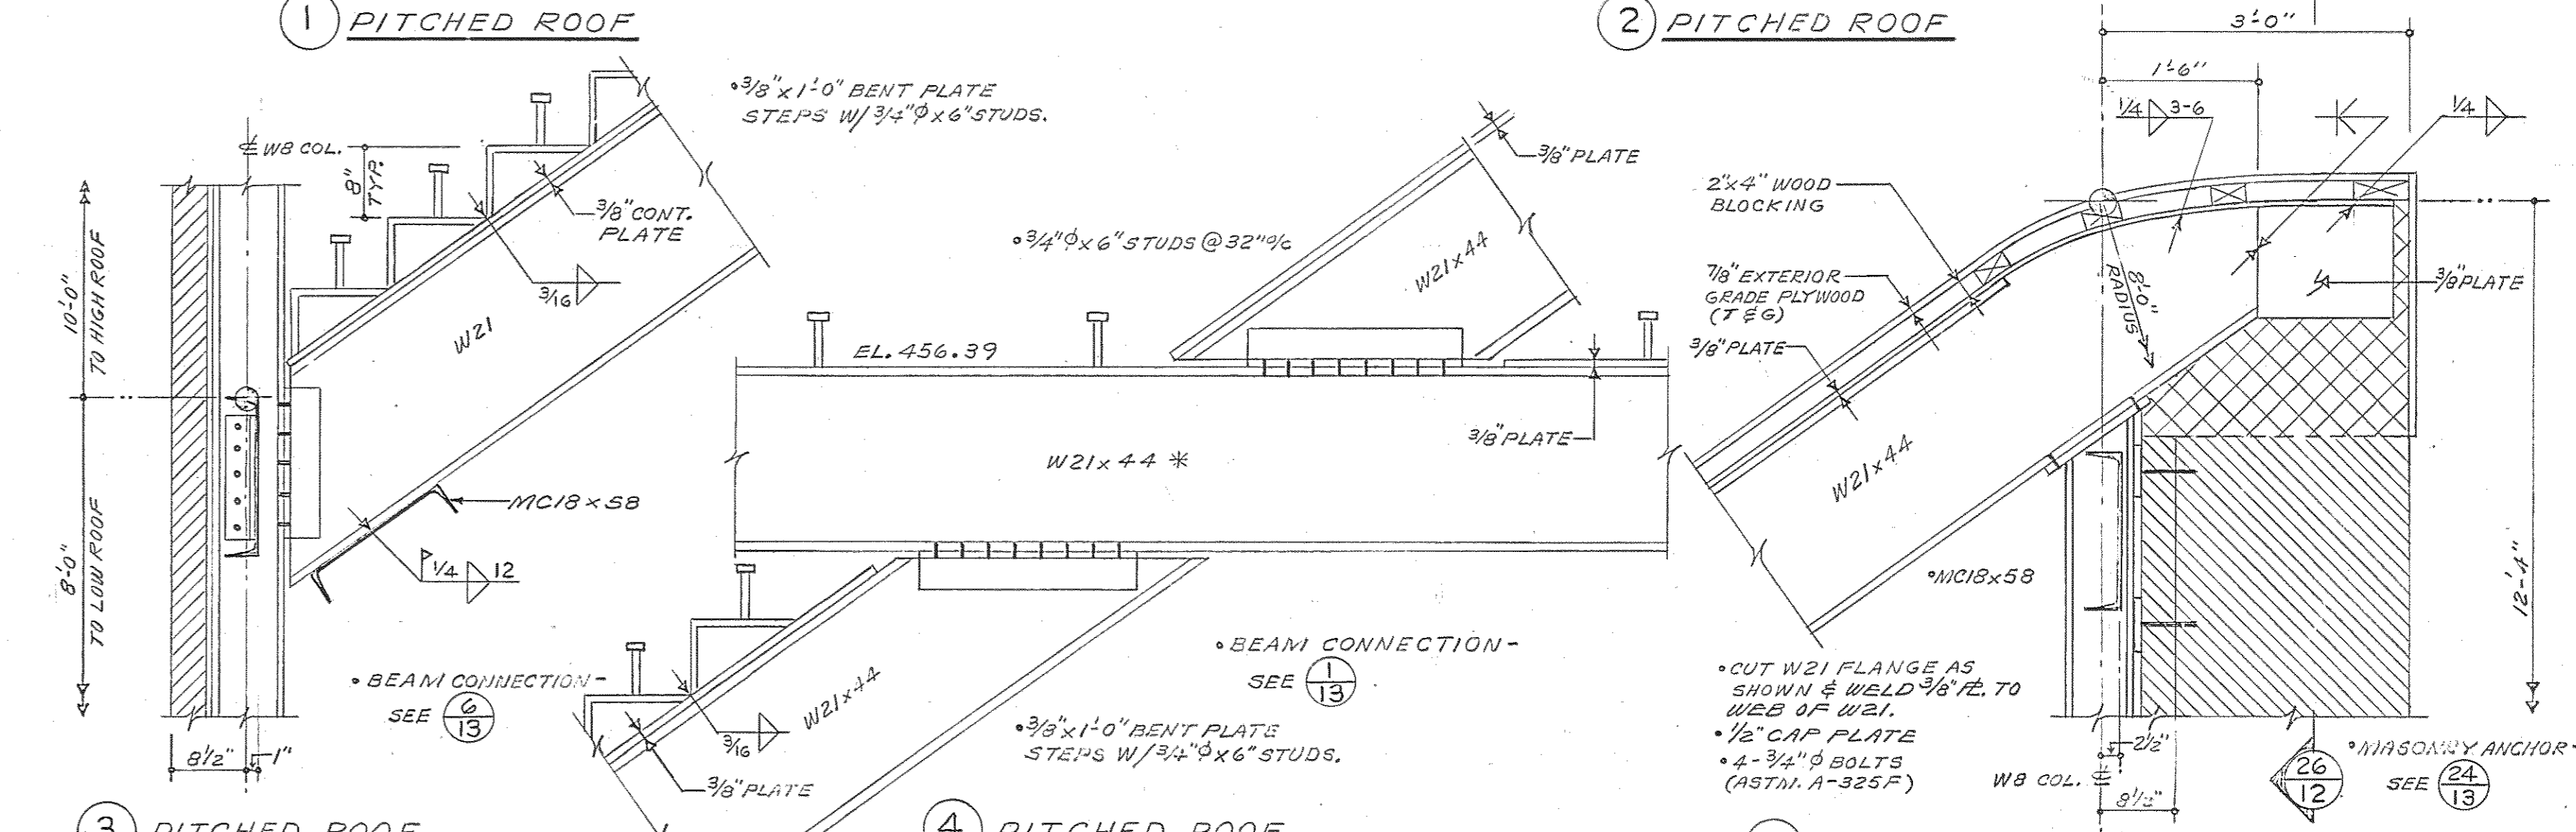 1 PITCHED ROOF
2 PITCHED ROOF
3'-0"
1'-6"
1/4 3-6
1/4
•3/8"x1'-0" BENT PLATE
STEPS W/3/4"φx6" STUDS.
℄ W8 COL.
8"
TYP.
3/8" CONT.
PLATE
3/16
10'-0"
TO HIGH ROOF
8'-0"
TO LOW ROOF
W21
MC18x58
1/4 12
•BEAM CONNECTION-
SEE 6/13
8 1/2"
1"
3/8" PLATE
•3/4"φx6" STUDS @ 32" o/c
W21x44
EL. 456.39
3/8" PLATE
W21x44 *
•BEAM CONNECTION-
SEE 1/13
W21x44
3/16
3/8" PLATE
•3/8"x1'-0" BENT PLATE
STEPS W/3/4"φx6" STUDS.
2"x4" WOOD
BLOCKING
7/8" EXTERIOR
GRADE PLYWOOD
(T & G)
3/8" PLATE
8'-0"
RADIUS
3/8" PLATE
W21x44
•MC18x58
12'-4"
•CUT W21 FLANGE AS
SHOWN & WELD 3/8" PL. TO
WEB OF W21.
•1/2" CAP PLATE
•4-3/4"φ BOLTS
(ASTM. A-325F)
2 1/2"
W8 COL. ℄
8 1/2"
26/12
•MASONRY ANCHOR-
SEE 24/13
3 PITCHED ROOF
4 PITCHED ROOF